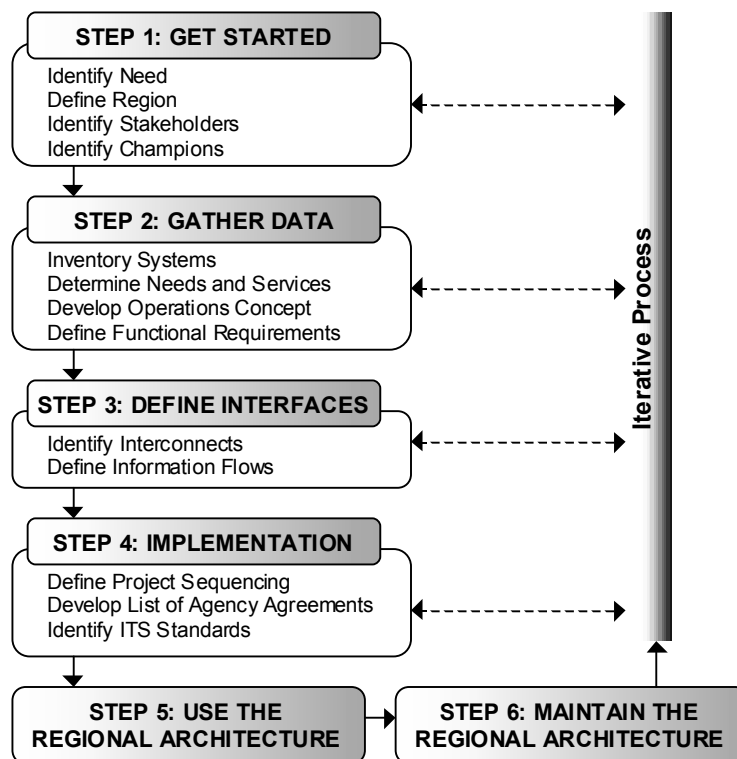 STEP 1: GET STARTED
Identify Need
Define Region
Identify Stakeholders
Identify Champions
STEP 2: GATHER DATA
Inventory Systems
Determine Needs and Services
Develop Operations Concept
Define Functional Requirements
STEP 3: DEFINE INTERFACES
Identify Interconnects
Define Information Flows
STEP 4: IMPLEMENTATION
Define Project Sequencing
Develop List of Agency Agreements
Identify ITS Standards
STEP 5: USE THE
REGIONAL ARCHITECTURE
STEP 6: MAINTAIN THE
REGIONAL ARCHITECTURE
Iterative Process